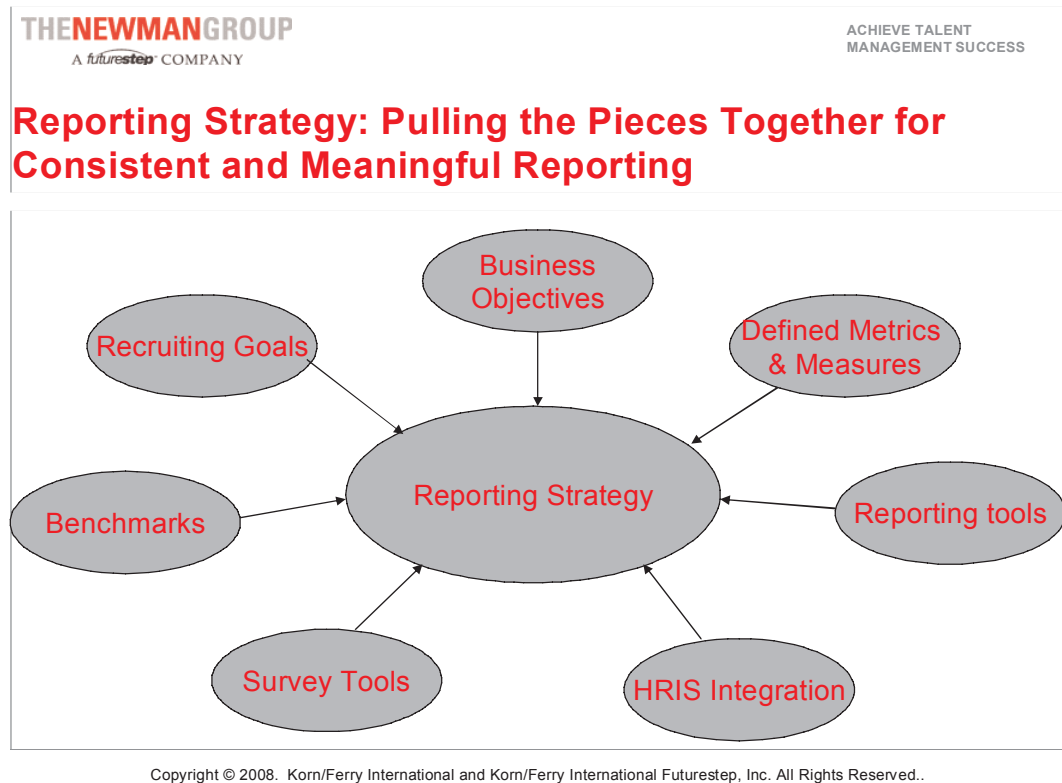 THENEWMANGROUP
A futurestep COMPANY
ACHIEVE TALENT
MANAGEMENT SUCCESS
Reporting Strategy: Pulling the Pieces Together for
Consistent and Meaningful Reporting
Business
Objectives
Recruiting Goals
Defined Metrics
& Measures
Reporting Strategy
Benchmarks
Reporting tools
Survey Tools
HRIS Integration
Copyright © 2008. Korn/Ferry International and Korn/Ferry International Futurestep, Inc. All Rights Reserved..